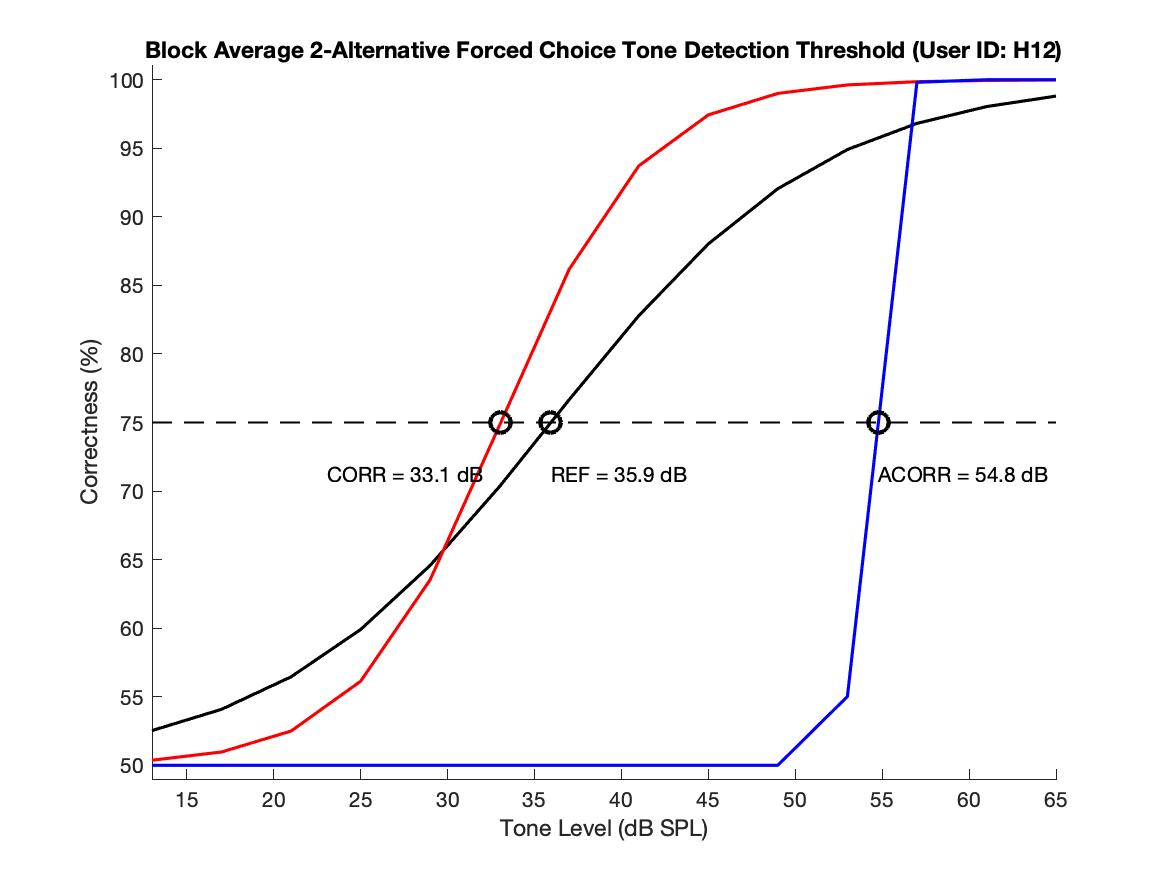 Block Average 2-Alternative Forced Choice Tone Detection Threshold (User ID: H12)
100
95
90
85
80
75
70
65
60
55
50
Correctness (%)
CORR = 33.1 dB
REF = 35.9 dB
ACORR = 54.8 dB
15 20 25 30 35 40 45 50 55 60 65
Tone Level (dB SPL)